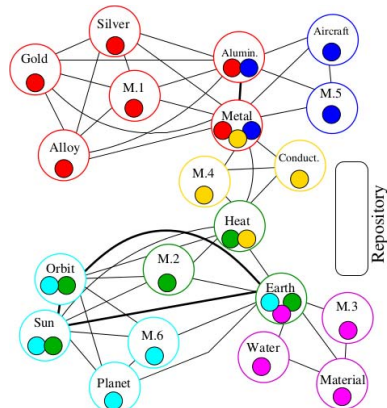 Silver
Alumin.
Aircraft
Gold
M.1
M.5
Metal
Alloy
M.4
Conduct.
Repository
Heat
M.2
Orbit
Earth
M.3
Sun
M.6
Water
Planet
Material